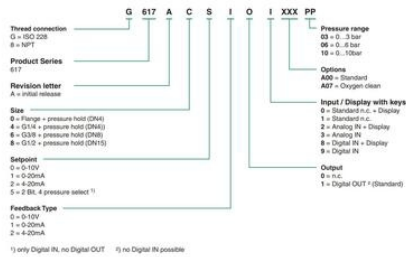 G 617 A C S I O I XXX PP
Thread connection
G = ISO 228
8 = NPT
Product Series
617
Revision letter
A = initial release
Size
0 = Flange + pressure hold (DN4)
4 = G1/4 + pressure hold (DN4))
6 = G3/8 + pressure hold (DN8)
8 = G1/2 + pressure hold (DN15)
Setpoint
0 = 0-10V
1 = 0-20mA
2 = 4-20mA
5 = 2 Bit, 4 pressure select ¹⁾
Feedback Type
0 = 0-10V
1 = 0-20mA
2 = 4-20mA
Pressure range
03 = 0...3 bar
06 = 0...6 bar
10 = 0...10bar
Options
A00 = Standard
A07 = Oxygen clean
Input / Display with keys
0 = Standard n.c. + Display
1 = Standard n.c.
2 = Analog IN + Display
3 = Analog IN
8 = Digital IN + Display
9 = Digital IN
Output
0 = n.c.
1 = Digital OUT ²⁾ (Standard)
¹⁾ only Digital IN, no Digital OUT ²⁾ no Digital IN possible